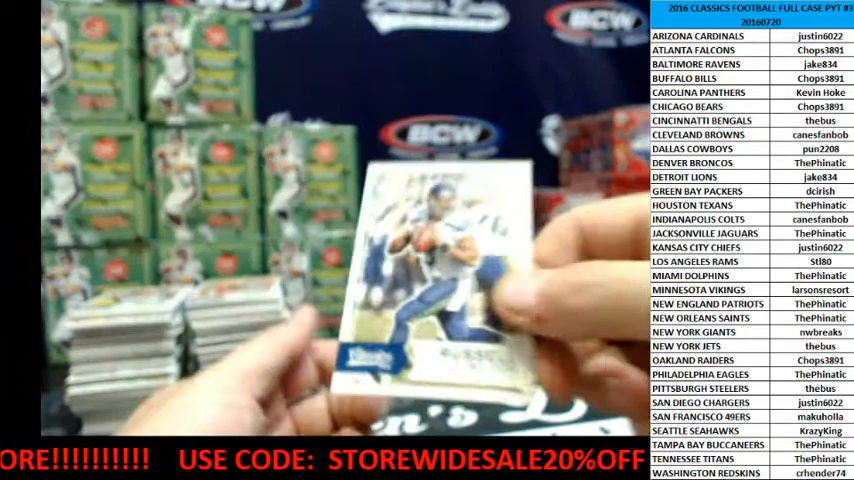 2016 CLASSICS FOOTBALL FULL CASE PYT #3
20160720
ARIZONA CARDINALS justin6022
ATLANTA FALCONS Chops3891
BALTIMORE RAVENS jake834
BUFFALO BILLS Chops3891
CAROLINA PANTHERS Kevin Hoke
CHICAGO BEARS Chops3891
CINCINNATI BENGALS thebus
CLEVELAND BROWNS canesfanbob
DALLAS COWBOYS pun2208
DENVER BRONCOS ThePhinatic
DETROIT LIONS jake834
GREEN BAY PACKERS dcirish
HOUSTON TEXANS ThePhinatic
INDIANAPOLIS COLTS canesfanbob
JACKSONVILLE JAGUARS ThePhinatic
KANSAS CITY CHIEFS justin6022
LOS ANGELES RAMS Stl80
MIAMI DOLPHINS ThePhinatic
MINNESOTA VIKINGS larsonsresort
NEW ENGLAND PATRIOTS ThePhinatic
NEW ORLEANS SAINTS ThePhinatic
NEW YORK GIANTS nwbreaks
NEW YORK JETS thebus
OAKLAND RAIDERS Chops3891
PHILADELPHIA EAGLES ThePhinatic
PITTSBURGH STEELERS thebus
SAN DIEGO CHARGERS justin6022
SAN FRANCISCO 49ERS makuholla
SEATTLE SEAHAWKS KrazyKing
TAMPA BAY BUCCANEERS ThePhinatic
TENNESSEE TITANS ThePhinatic
WASHINGTON REDSKINS crhender74
BCW
BCW
BCW
ORE!!!!!!!!!! USE CODE: STOREWIDESALE20%OFF